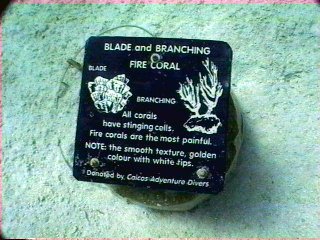 BLADE and BRANCHING
FIRE CORAL
BLADE
BRANCHING
All corals
have stinging cells.
Fire corals are the most painful.
NOTE: the smooth texture, golden
colour with white tips.
Donated by Caicos Adventure Divers